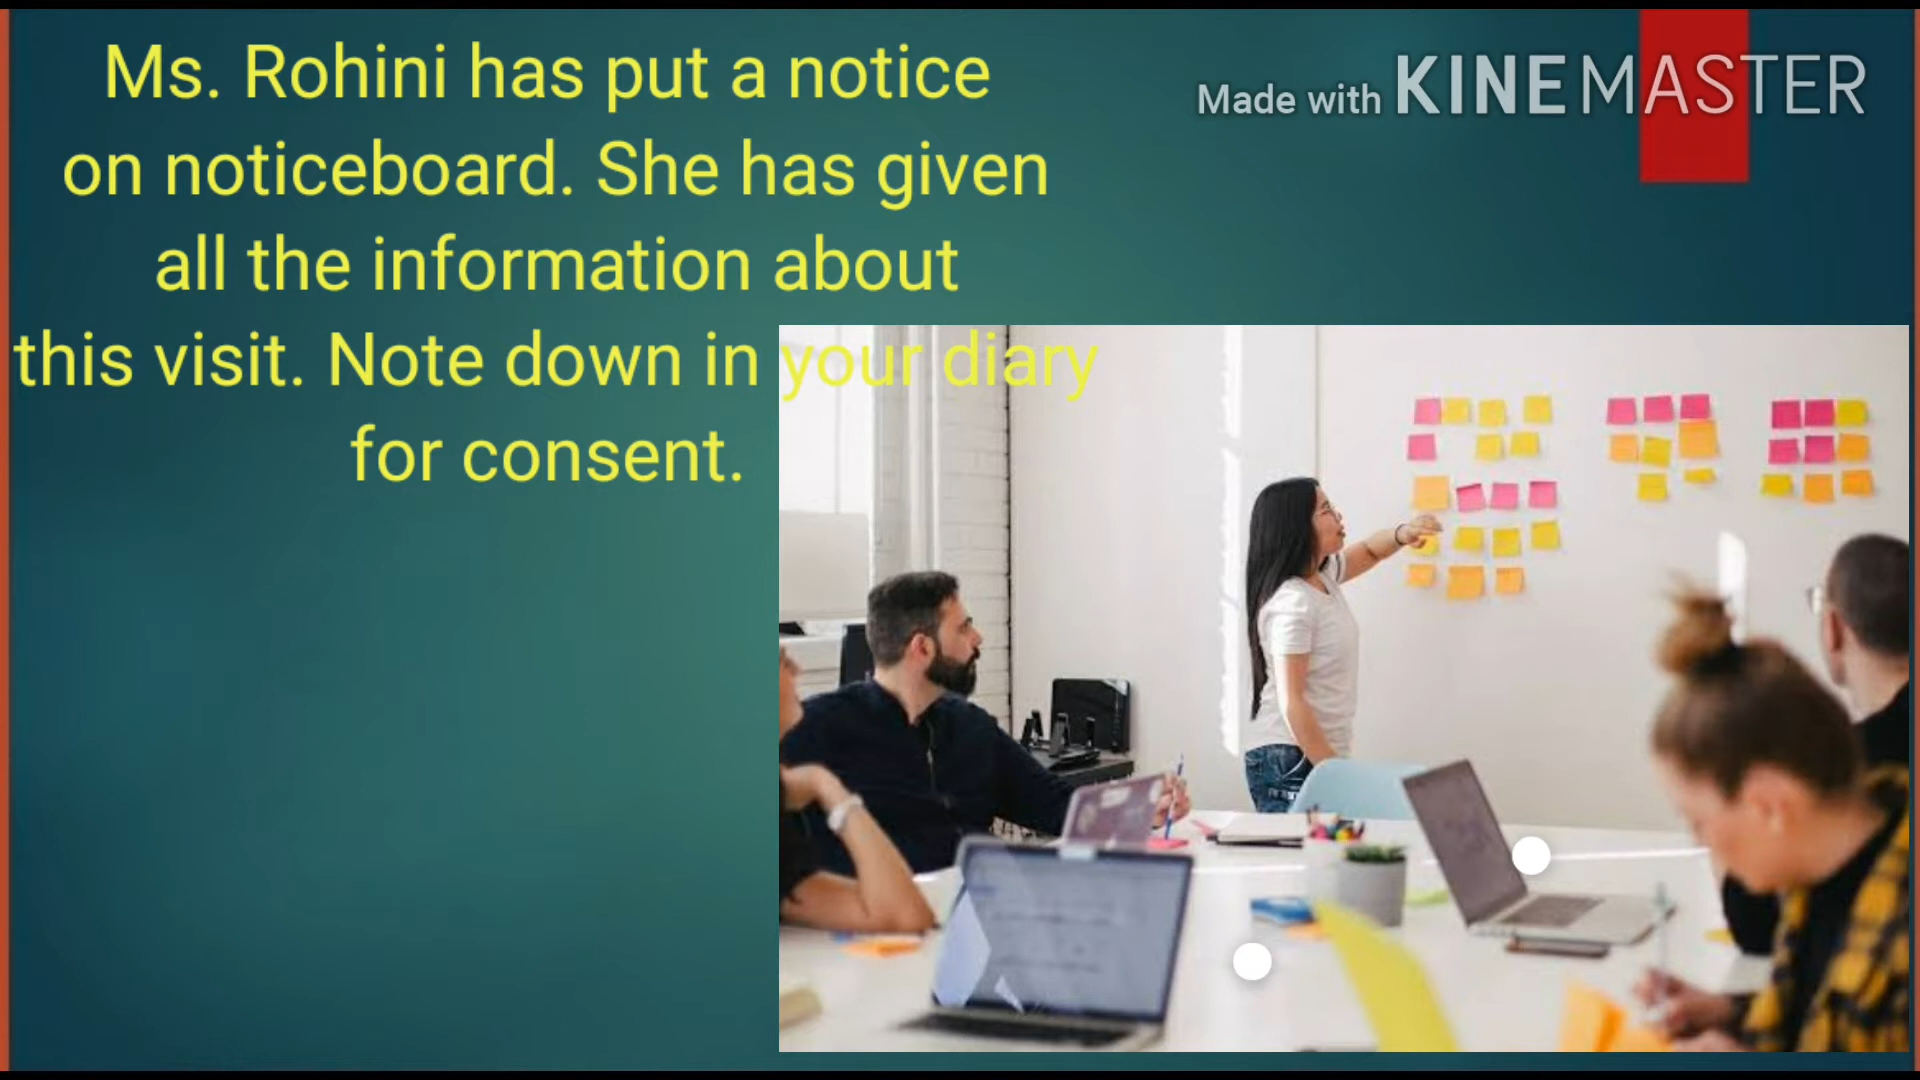 Ms. Rohini has put a notice
on noticeboard. She has given
all the information about
this visit. Note down in your diary
for consent.
Made with KINEMASTER